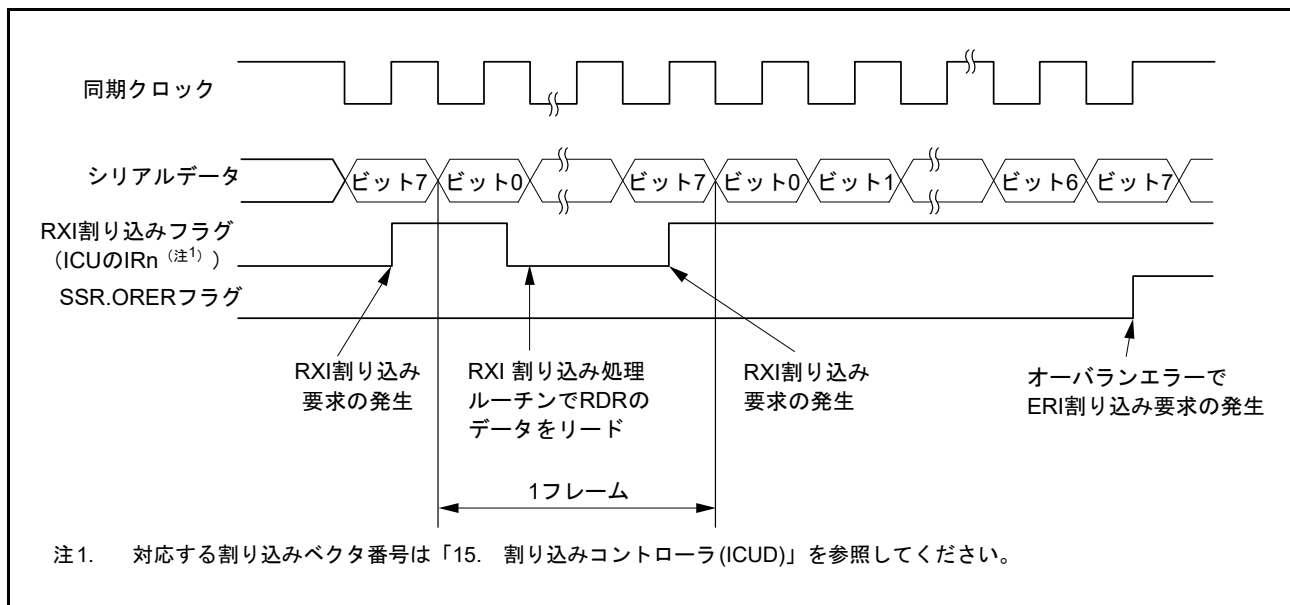 同期クロック
シリアルデータ
ビット7 ビット0 ビット7 ビット0 ビット1 ビット6 ビット7
RXI割り込みフラグ
（ICUのIRn（注1））
SSR.ORERフラグ
RXI割り込み
要求の発生
RXI 割り込み処理
ルーチンでRDRの
データをリード
RXI割り込み
要求の発生
オーバランエラーで
ERI割り込み要求の発生
1フレーム
注1. 対応する割り込みベクタ番号は「15. 割り込みコントローラ(ICUD)」を参照してください。